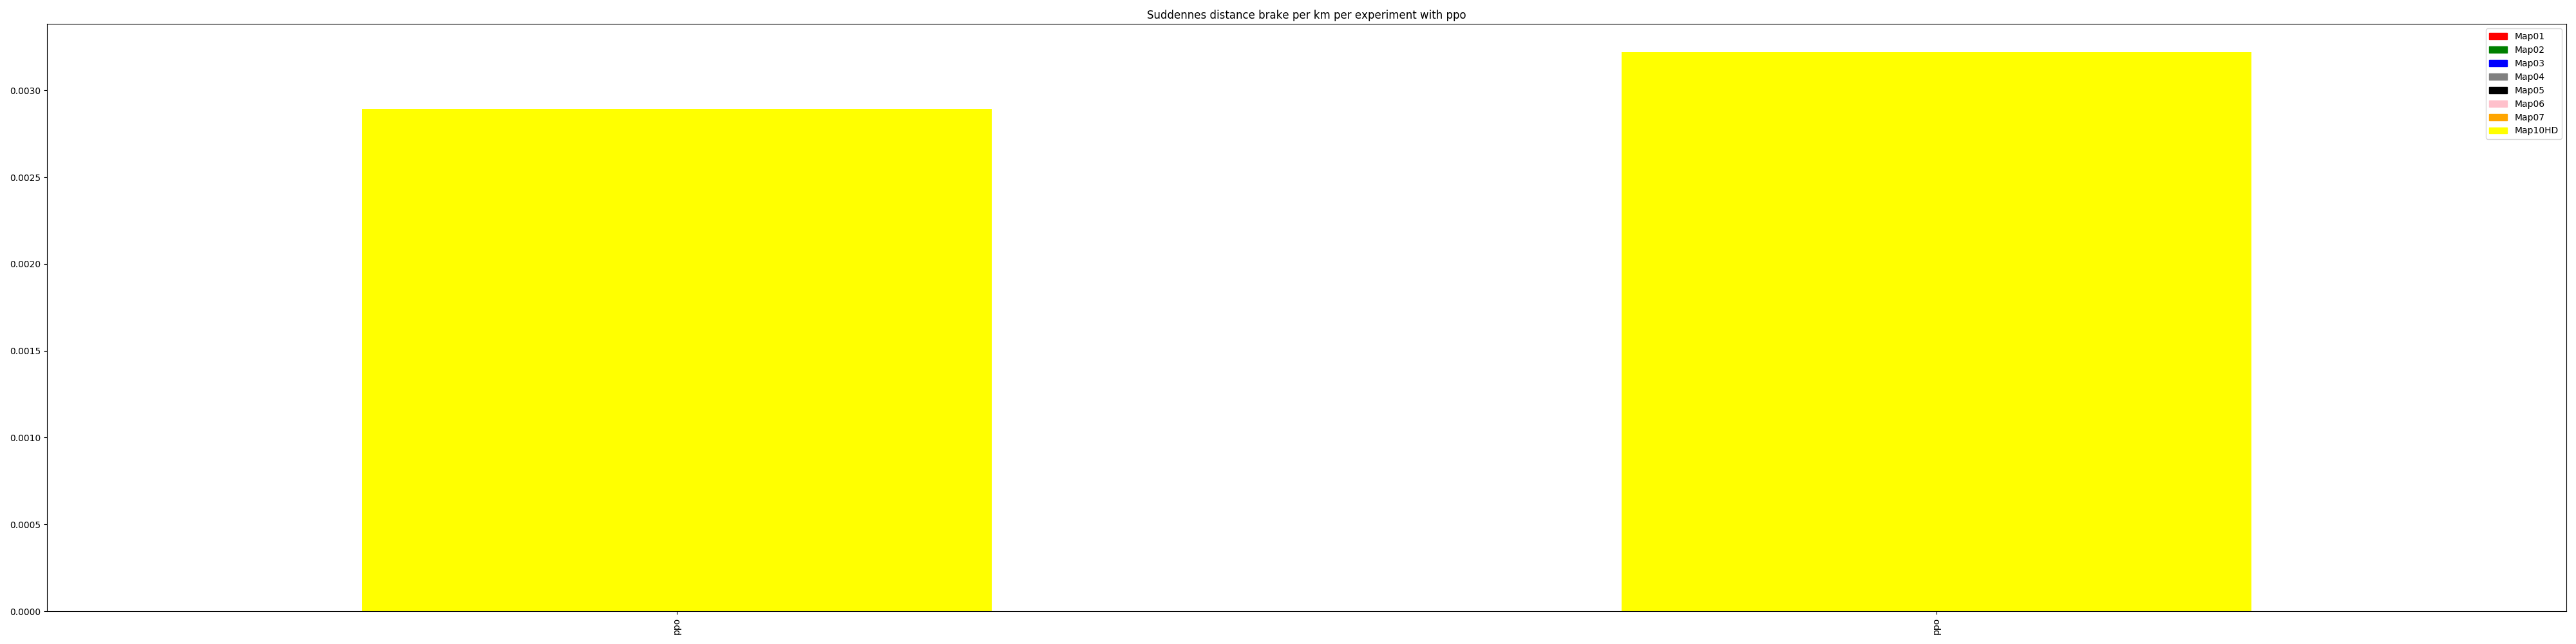 Suddennes distance brake per km per experiment with ppo
Map01
Map02
Map03
Map04
Map05
Map06
Map07
Map10HD
0.0030
0.0025
0.0020
0.0015
0.0010
0.0005
0.0000
ppo
ppo